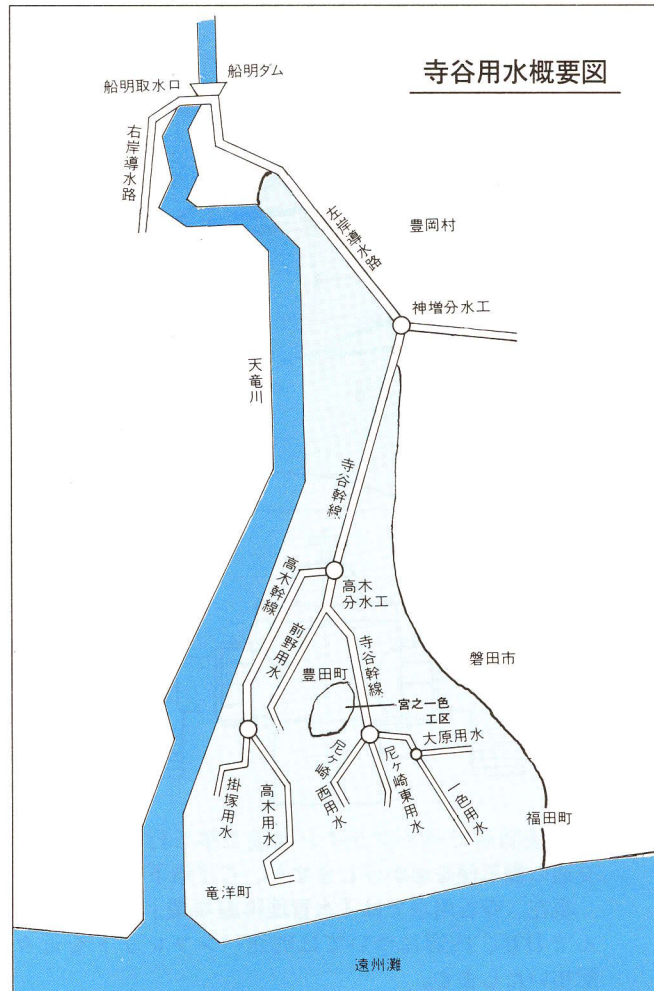 寺谷用水概要図
船明ダム
船明取水口
右岸導水路
左岸導水路
豊岡村
神増分水工
天竜川
寺谷幹線
高木幹線
高木
分水工
前野用水
寺谷幹線
豊田町
磐田市
宮之一色
工区
大原用水
尼ヶ崎西用水
尼ヶ崎東用水
一色用水
掛塚用水
高木用水
福田町
竜洋町
遠州灘